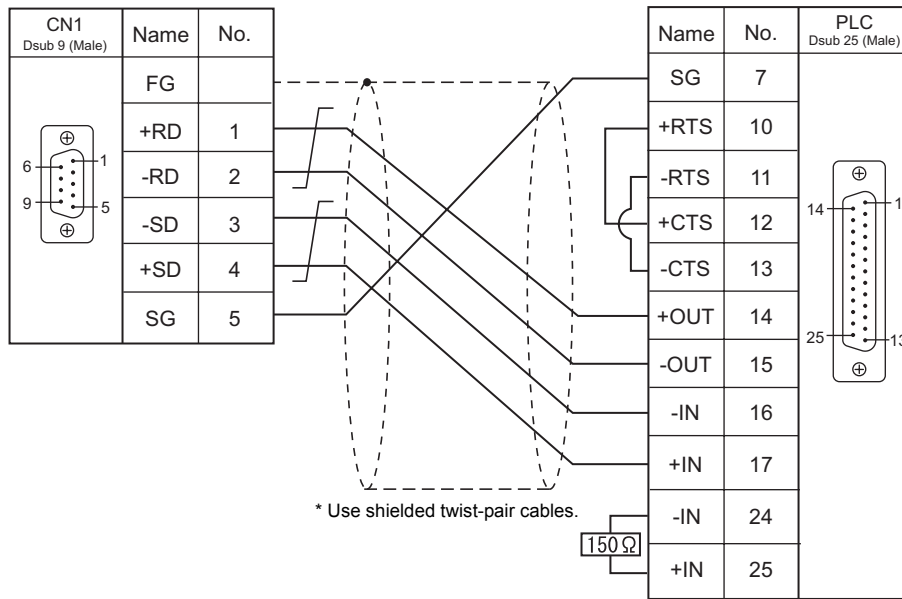 CN1
Dsub 9 (Male)
Name
No.
FG
+RD
1
-RD
2
-SD
3
+SD
4
SG
5
6
1
9
5
* Use shielded twist-pair cables.
Name
No.
PLC
Dsub 25 (Male)
SG
7
+RTS
10
-RTS
11
+CTS
12
-CTS
13
+OUT
14
-OUT
15
-IN
16
+IN
17
-IN
24
150Ω
+IN
25
14
1
25
13